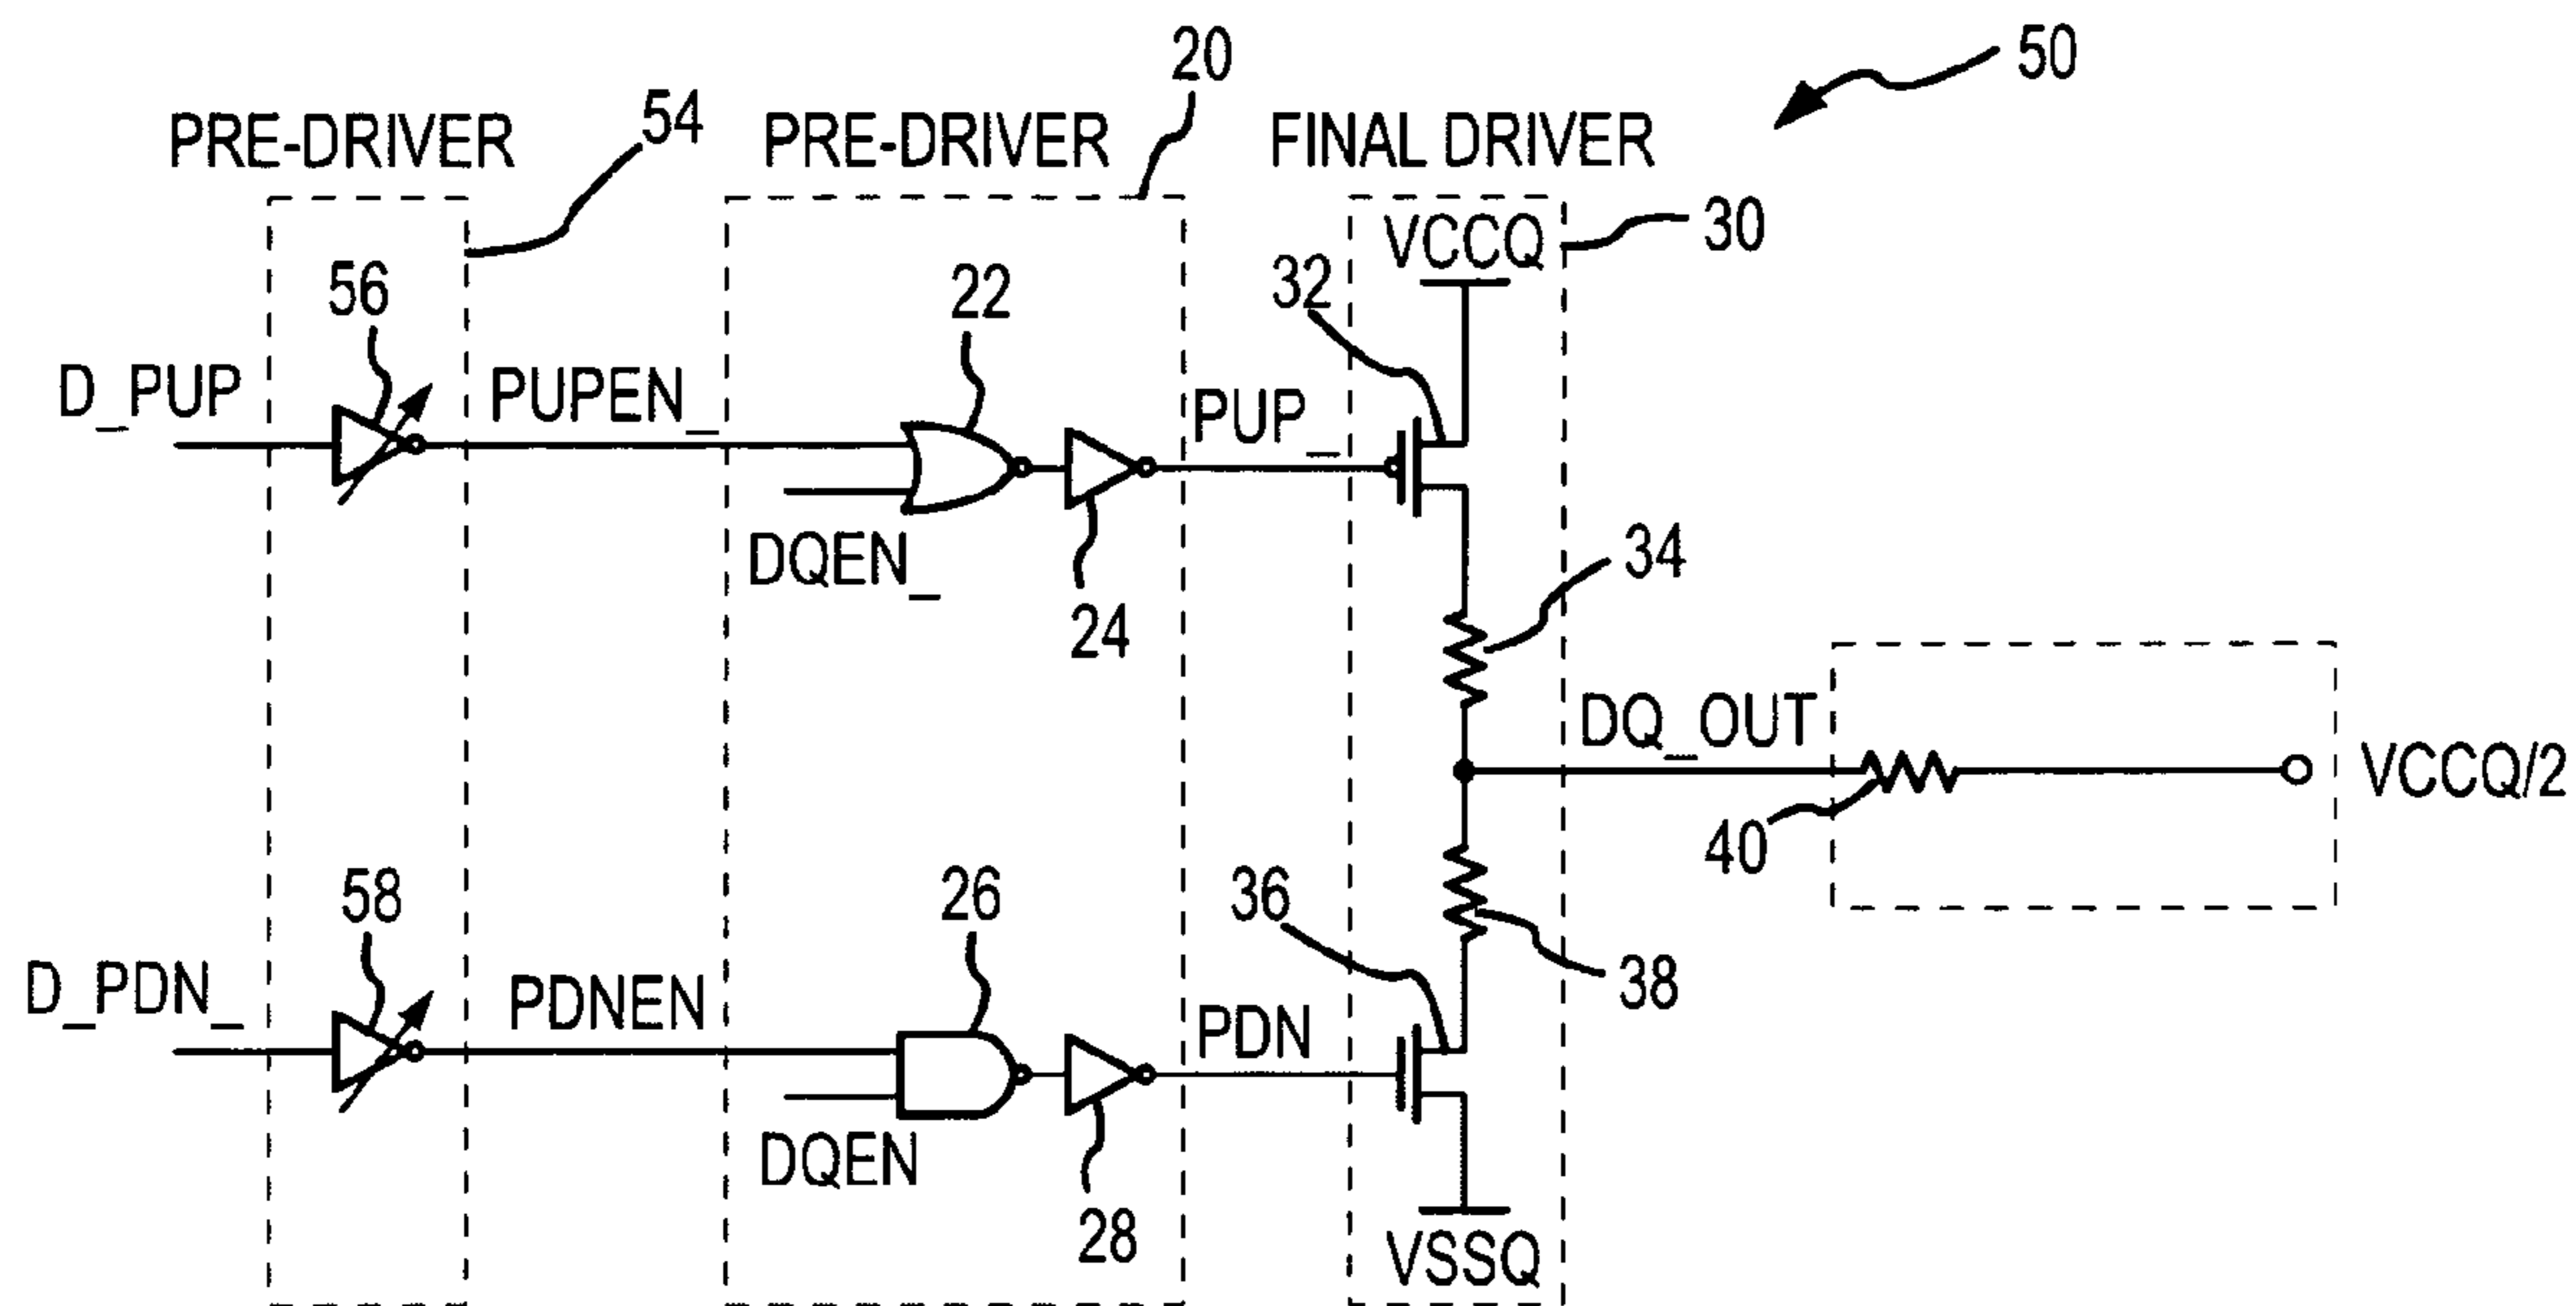 20
50
54
PRE-DRIVER
PRE-DRIVER
FINAL DRIVER
30
VCCQ
56
22
32
D_PUP
PUPEN_
PUP_
DQEN_
24
34
DQ_OUT
VCCQ/2
40
58
26
36
38
D_PDN_
PDNEN
PDN
DQEN
28
VSSQ